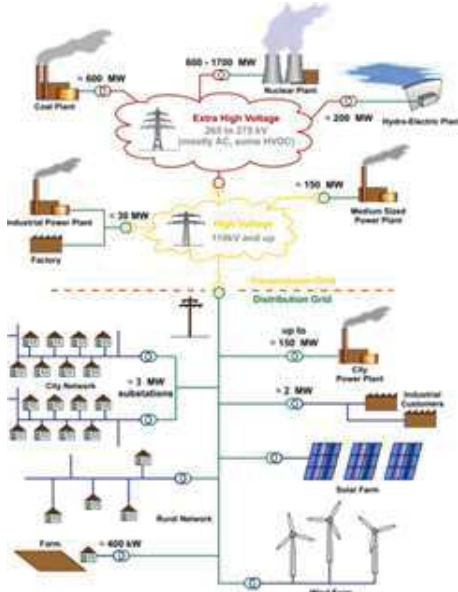 Coal Plant
≈ 600 MW
600 - 1700 MW
Nuclear Plant
Extra High Voltage
265 to 275 kV
(mostly AC, some HVDC)
≈ 200 MW
Hydro-Electric Plant
Industrial Power Plant
≈ 30 MW
Factory
High Voltage
110kV and up
≈ 150 MW
Medium Sized
Power Plant
Transmission Grid
Distribution Grid
City Network
≈ 3 MW
substations
up to
≈ 150 MW
City
Power Plant
≈ 2 MW
Industrial
Customers
Solar Farm
Rural Network
Farm
≈ 400 kW
Wind Farm